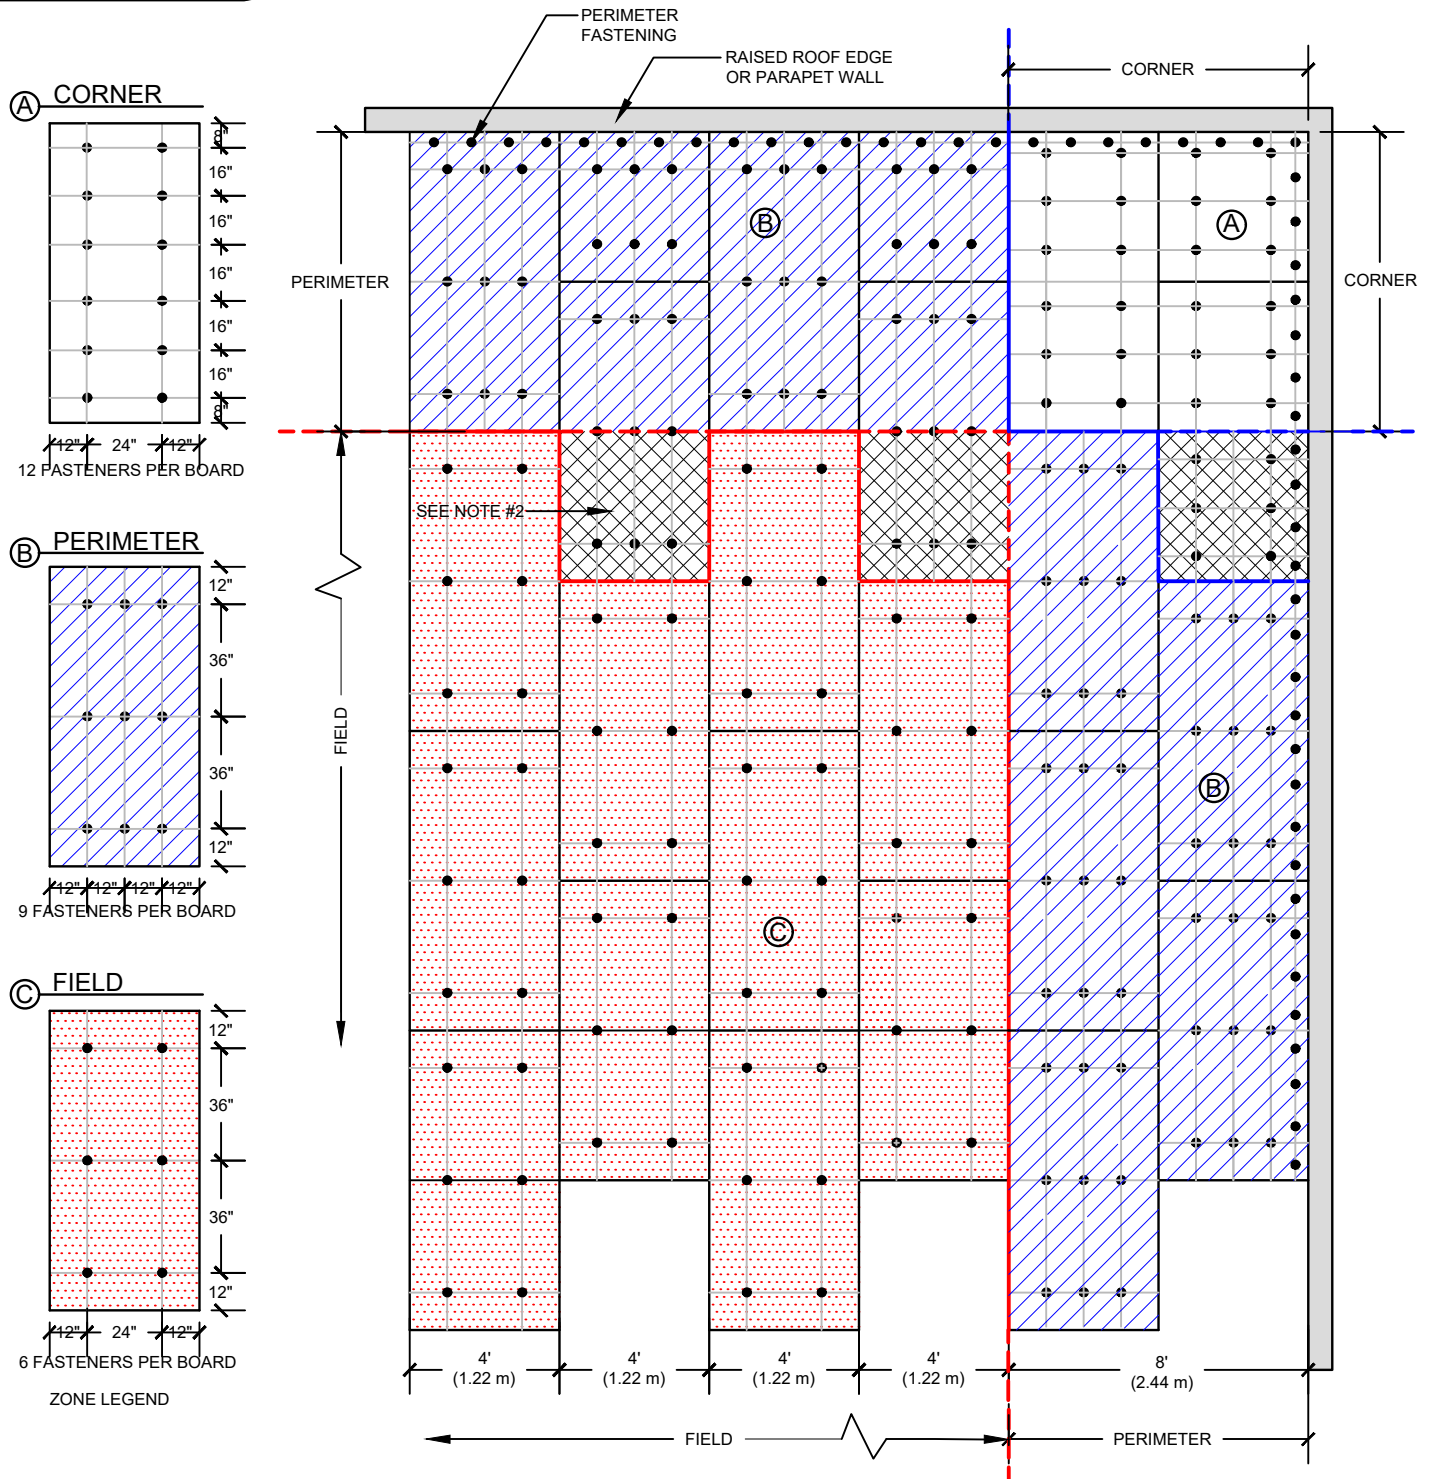 PERIMETER
FASTENING
RAISED ROOF EDGE
OR PARAPET WALL
CORNER
A CORNER
8"
16"
16"
16"
16"
16"
8"
12" 24" 12"
12 FASTENERS PER BOARD
PERIMETER
B
A
CORNER
SEE NOTE #2
B PERIMETER
12"
36"
36"
12"
12" 12" 12" 12"
9 FASTENERS PER BOARD
FIELD
B
C
C FIELD
12"
36"
36"
12"
12" 24" 12"
6 FASTENERS PER BOARD
ZONE LEGEND
4'
(1.22 m)
4'
(1.22 m)
4'
(1.22 m)
4'
(1.22 m)
8'
(2.44 m)
FIELD
PERIMETER